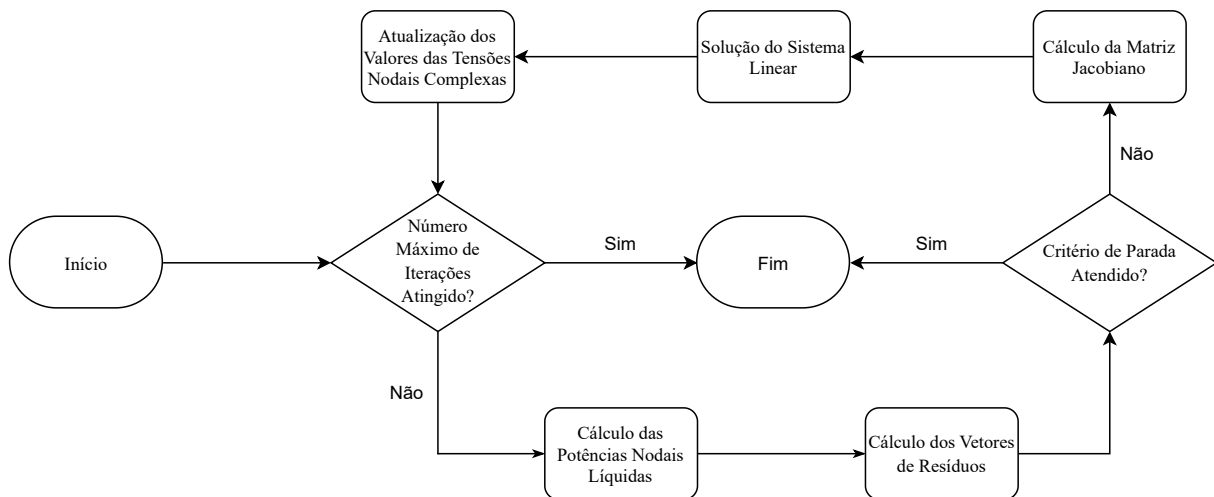 Atualização dos
Valores das Tensões
Nodais Complexas
Solução do Sistema
Linear
Cálculo da Matriz
Jacobiano
Não
Início
Número
Máximo de
Iterações
Atingido?
Sim
Fim
Sim
Critério de Parada
Atendido?
Não
Cálculo das
Potências Nodais
Líquidas
Cálculo dos Vetores
de Resíduos